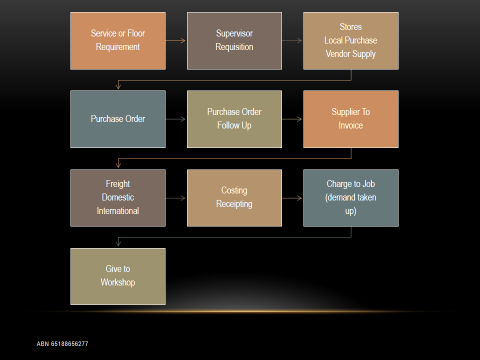 Service or Floor
Requirement
Supervisor
Requisition
Stores
Local Purchase
Vendor Supply
Purchase Order
Purchase Order
Follow Up
Supplier To
Invoice
Freight
Domestic
International
Costing
Receipting
Charge to Job
(demand taken
up)
Give to
Workshop
ABN 65188656277